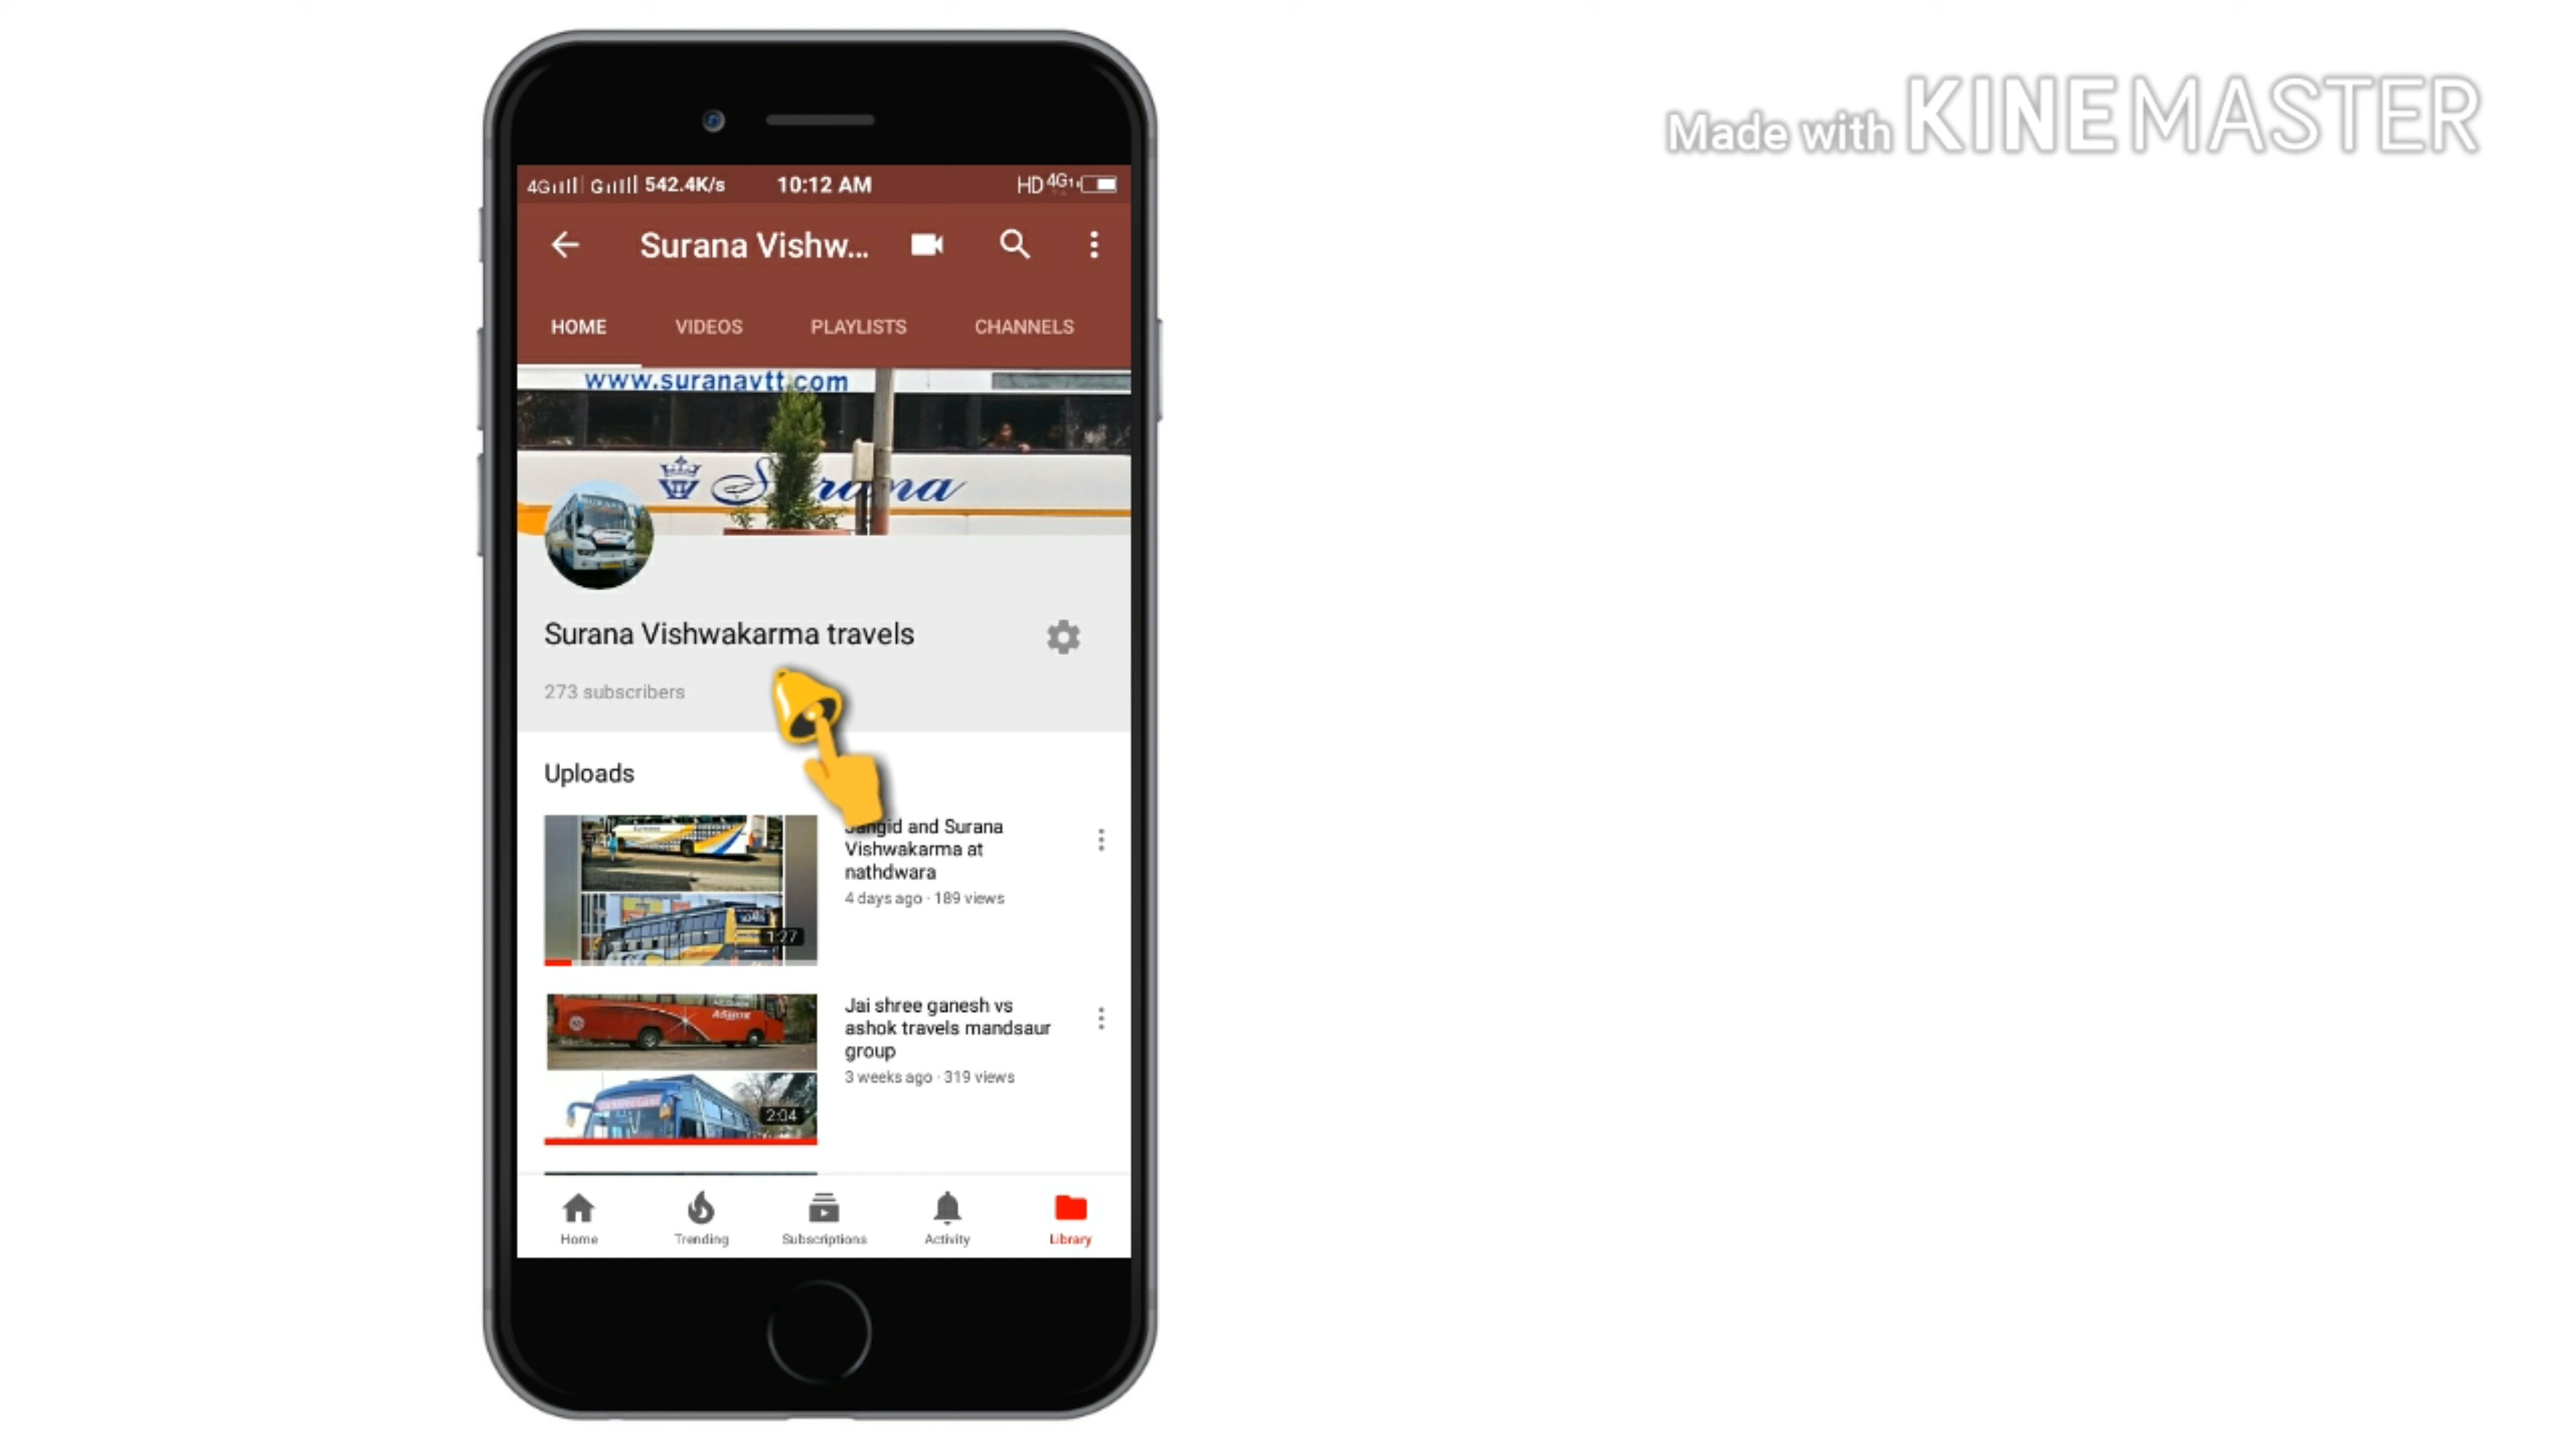 Made with KINEMASTER
4G G 542.4K/s 10:12 AM HD 4G
Surana Vishw...
HOME VIDEOS PLAYLISTS CHANNELS
www.suranavtt.com
Surana
Surana Vishwakarma travels
273 subscribers
Uploads
Jangid and Surana
Vishwakarma at
nathdwara
4 days ago · 189 views
1:27
Jai shree ganesh vs
ashok travels mandsaur
group
3 weeks ago · 319 views
2:04
Home Trending Subscriptions Activity Library